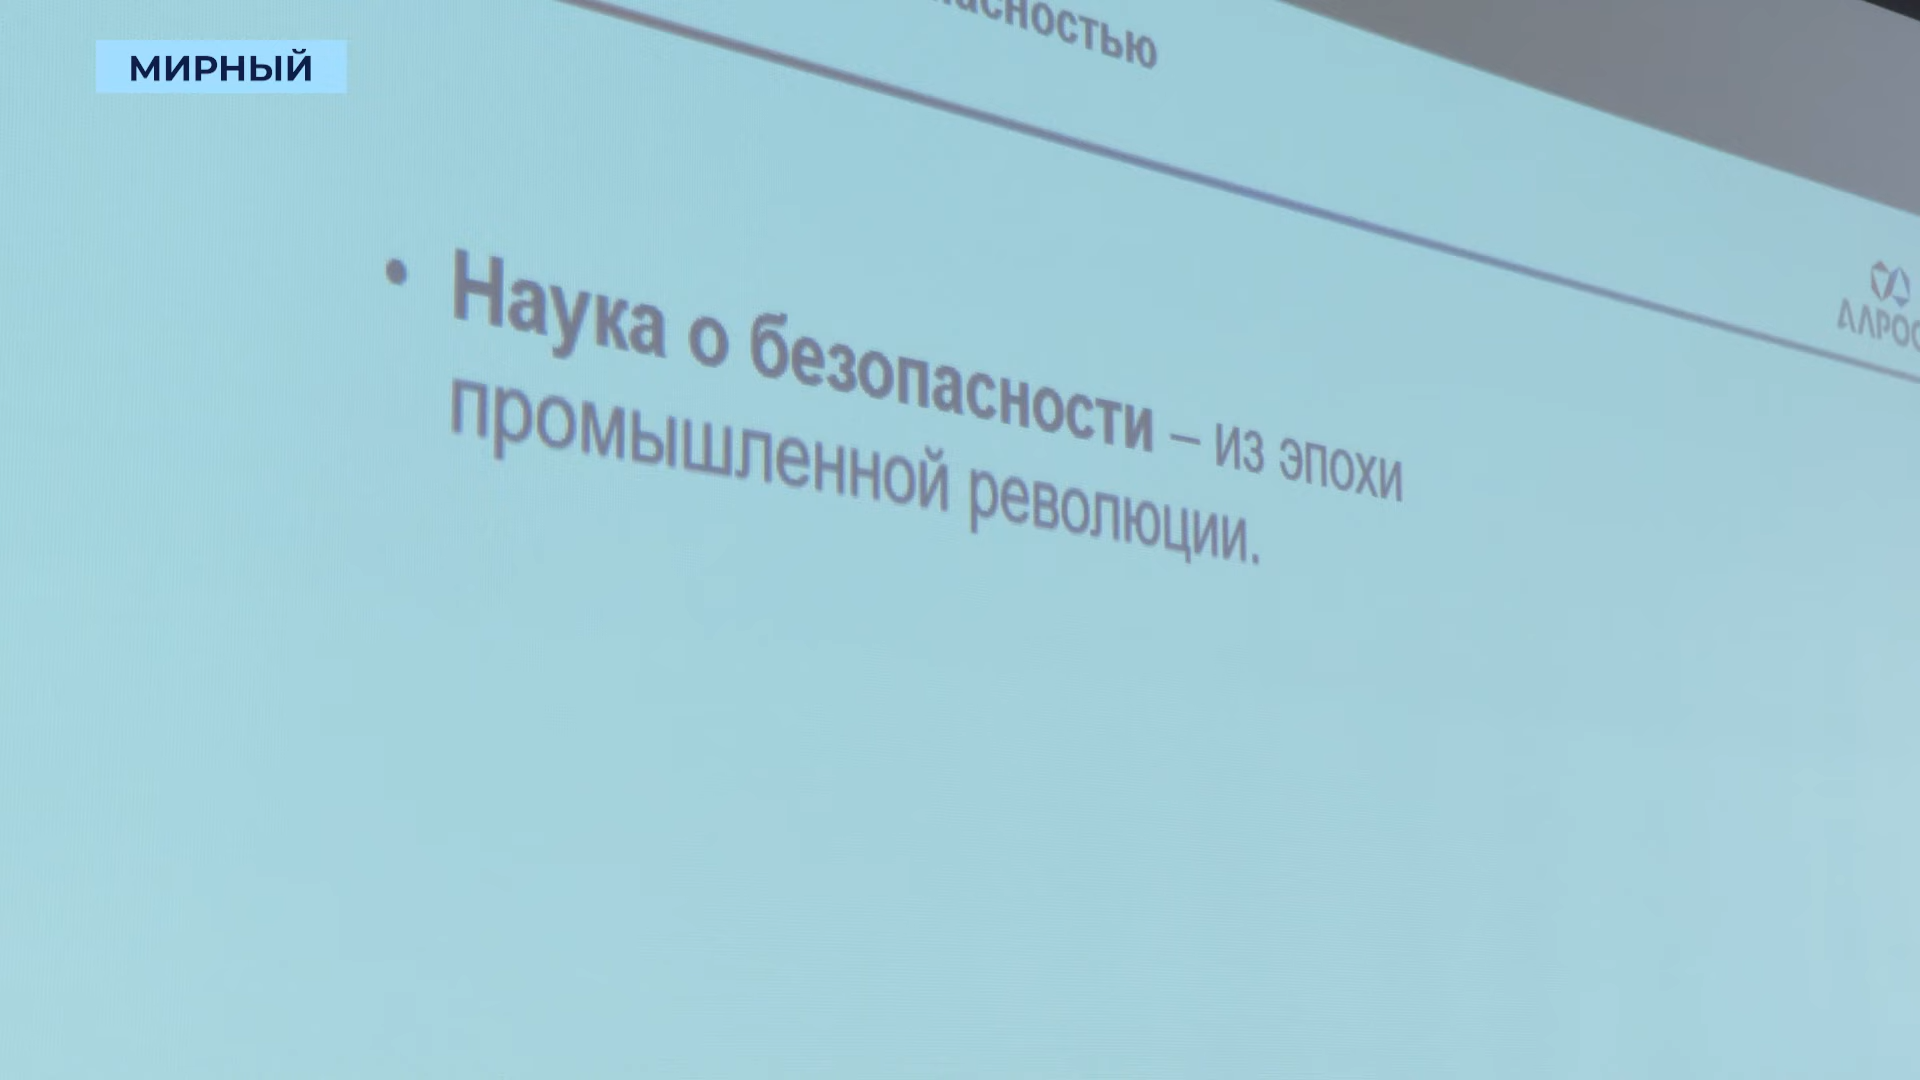 МИРНЫЙ
• Наука о безопасности – из эпохи
промышленной революции.